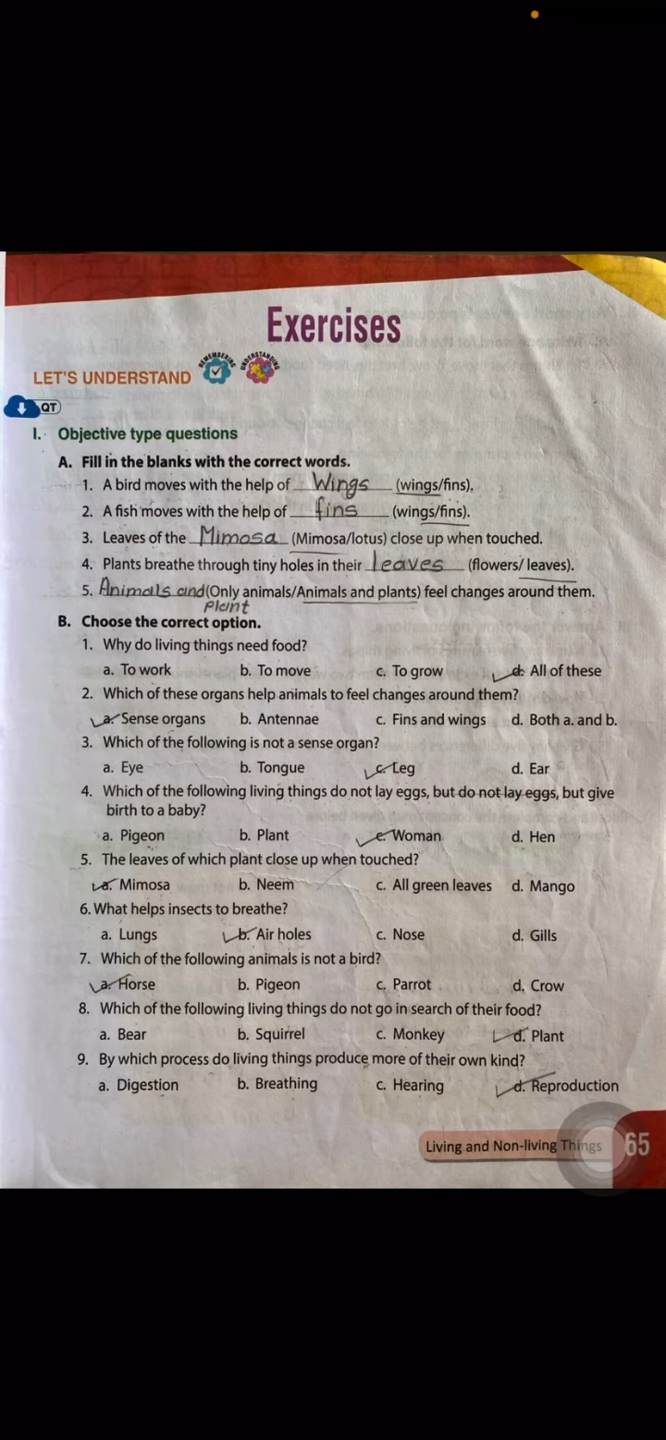 Exercises
LET'S UNDERSTAND REMEMBERING UNDERSTANDING
QT
I. Objective type questions
A. Fill in the blanks with the correct words.
1. A bird moves with the help of Wings (wings/fins).
2. A fish moves with the help of fins (wings/fins).
3. Leaves of the Mimosa (Mimosa/lotus) close up when touched.
4. Plants breathe through tiny holes in their leaves (flowers/ leaves).
5. Animals and (Only animals/Animals and plants) feel changes around them.
plant
B. Choose the correct option.
1. Why do living things need food?
a. To work b. To move c. To grow d. All of these
2. Which of these organs help animals to feel changes around them?
a. Sense organs b. Antennae c. Fins and wings d. Both a. and b.
3. Which of the following is not a sense organ?
a. Eye b. Tongue c. Leg d. Ear
4. Which of the following living things do not lay eggs, but do not lay eggs, but give
birth to a baby?
a. Pigeon b. Plant c. Woman d. Hen
5. The leaves of which plant close up when touched?
a. Mimosa b. Neem c. All green leaves d. Mango
6. What helps insects to breathe?
a. Lungs b. Air holes c. Nose d. Gills
7. Which of the following animals is not a bird?
a. Horse b. Pigeon c. Parrot d. Crow
8. Which of the following living things do not go in search of their food?
a. Bear b. Squirrel c. Monkey d. Plant
9. By which process do living things produce more of their own kind?
a. Digestion b. Breathing c. Hearing d. Reproduction
Living and Non-living Things 65